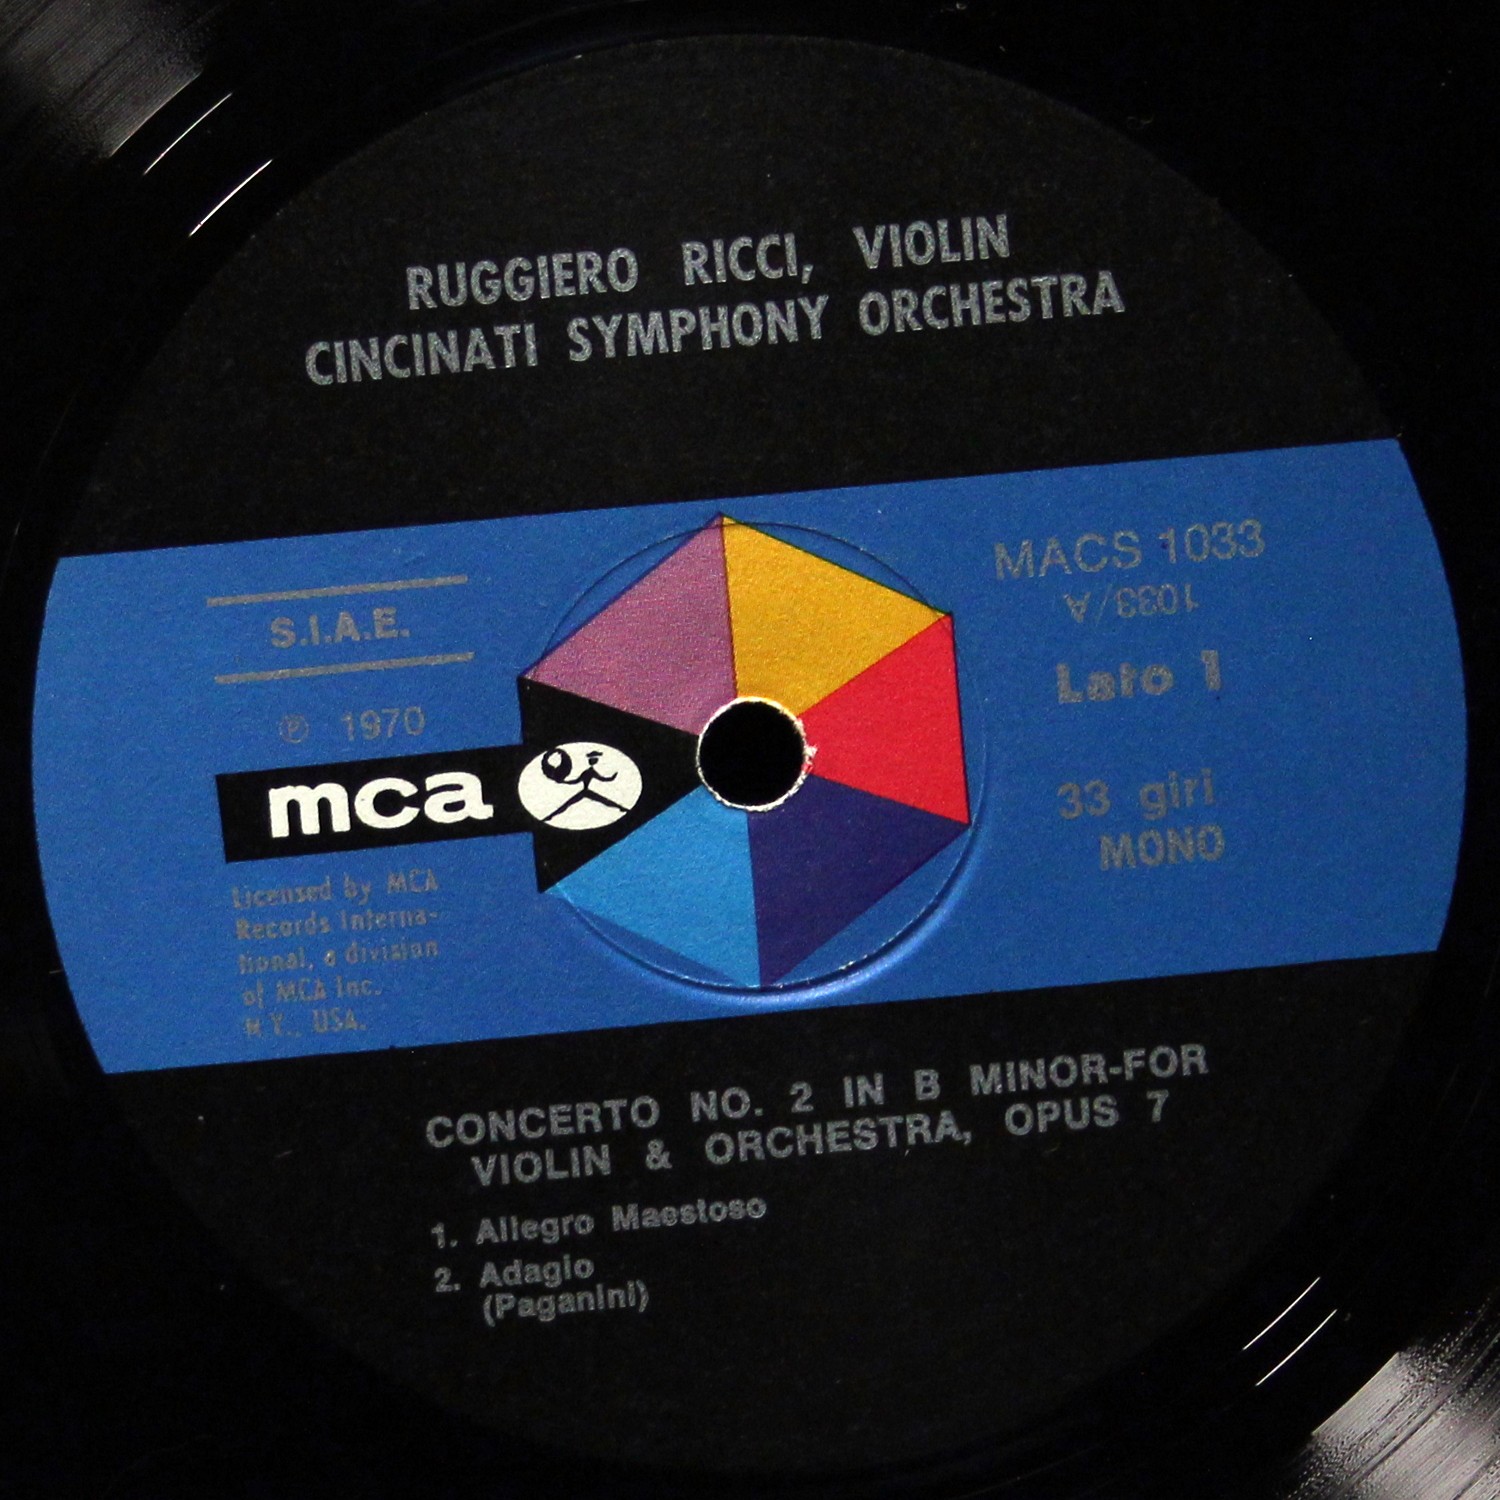 RUGGIERO RICCI, VIOLIN
CINCINATI SYMPHONY ORCHESTRA
S.I.A.E.
℗ 1970
mca
Licensed by MCA
Records Interna-
tional, a division
of MCA Inc.
N.Y., USA.
MACS 1033
1033/A
Lato 1
33 giri
MONO
CONCERTO NO. 2 IN B MINOR-FOR
VIOLIN & ORCHESTRA, OPUS 7
1. Allegro Maestoso
2. Adagio
(Paganini)